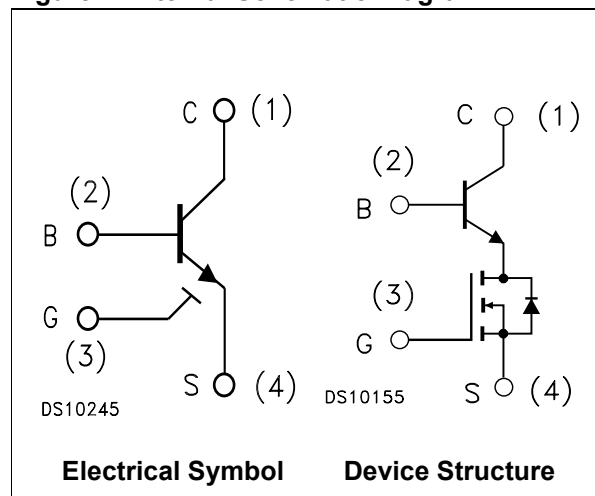 C (1)
(2)
B
G
(3)
S (4)
DS10245
Electrical Symbol
C (1)
(2)
B
(3)
G
S (4)
DS10155
Device Structure